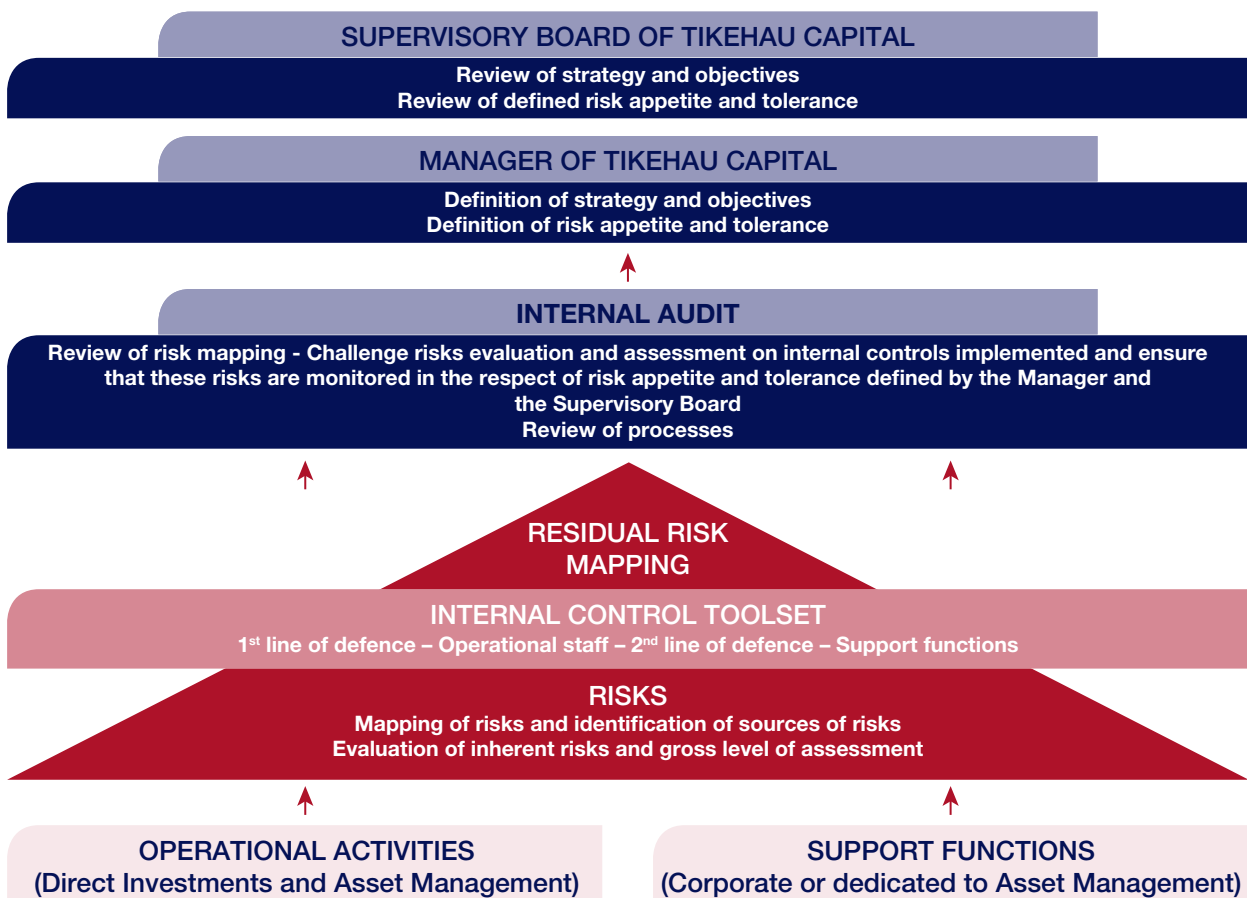 SUPERVISORY BOARD OF TIKEHAU CAPITAL
Review of strategy and objectives
Review of defined risk appetite and tolerance
MANAGER OF TIKEHAU CAPITAL
Definition of strategy and objectives
Definition of risk appetite and tolerance
INTERNAL AUDIT
Review of risk mapping - Challenge risks evaluation and assessment on internal controls implemented and ensure
that these risks are monitored in the respect of risk appetite and tolerance defined by the Manager and
the Supervisory Board
Review of processes
RESIDUAL RISK
MAPPING
INTERNAL CONTROL TOOLSET
1st line of defence – Operational staff – 2nd line of defence – Support functions
RISKS
Mapping of risks and identification of sources of risks
Evaluation of inherent risks and gross level of assessment
OPERATIONAL ACTIVITIES
(Direct Investments and Asset Management)
SUPPORT FUNCTIONS
(Corporate or dedicated to Asset Management)